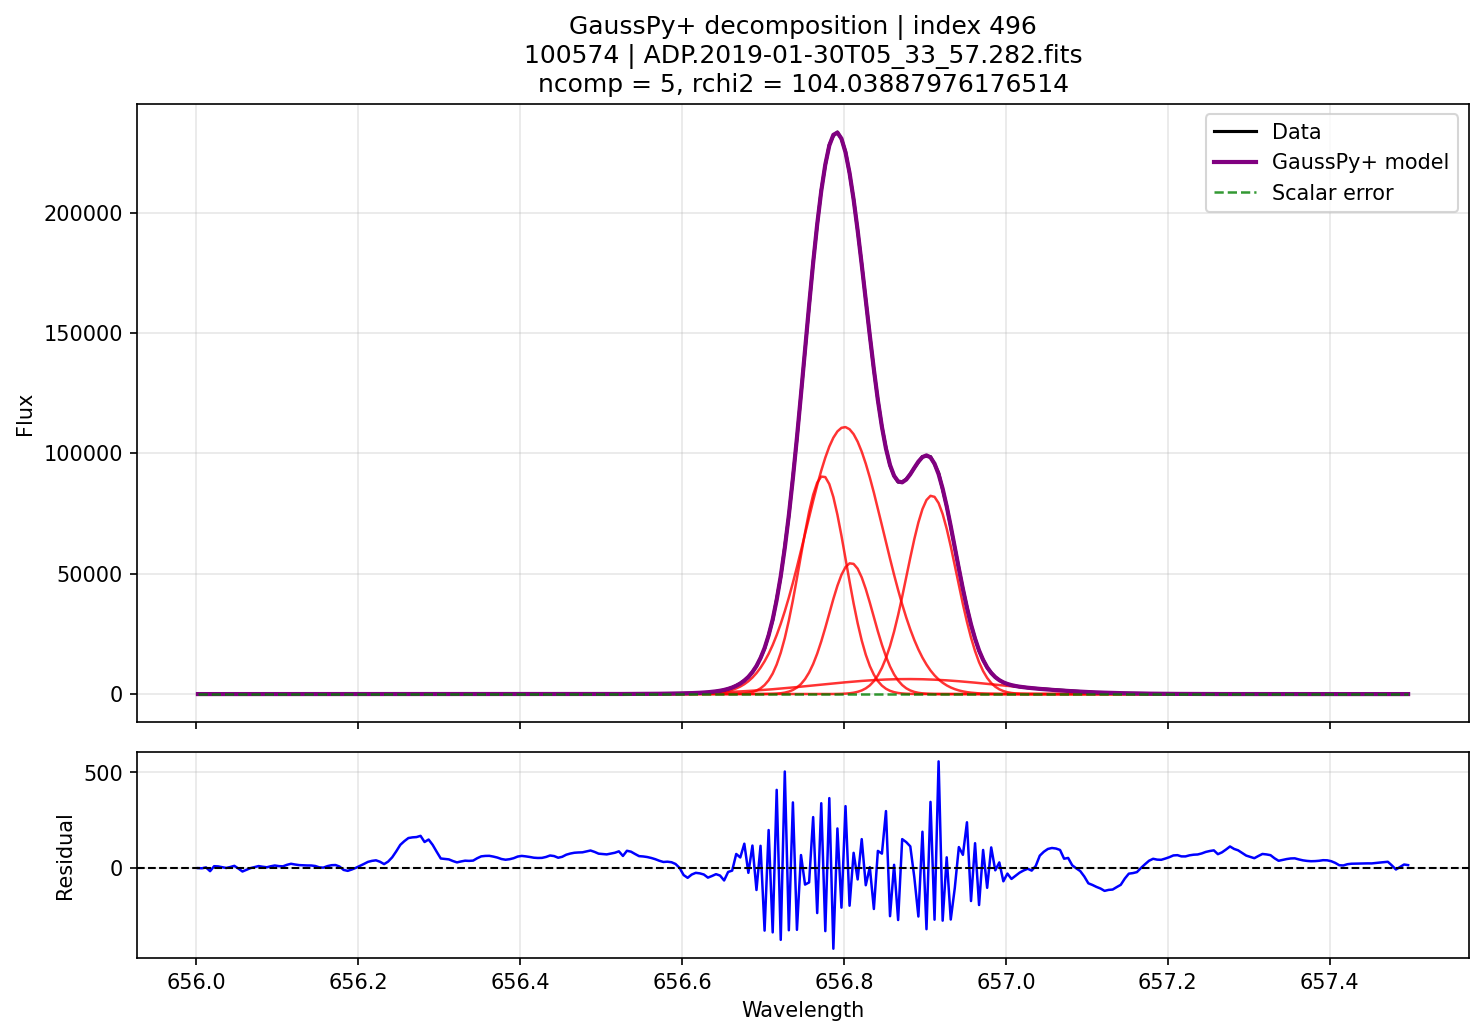 GaussPy+ decomposition | index 496
100574 | ADP.2019-01-30T05_33_57.282.fits
ncomp = 5, rchi2 = 104.03887976176514
Data
GaussPy+ model
Scalar error
Flux
200000
150000
100000
50000
0
Residual
500
0
656.0 656.2 656.4 656.6 656.8 657.0 657.2 657.4
Wavelength